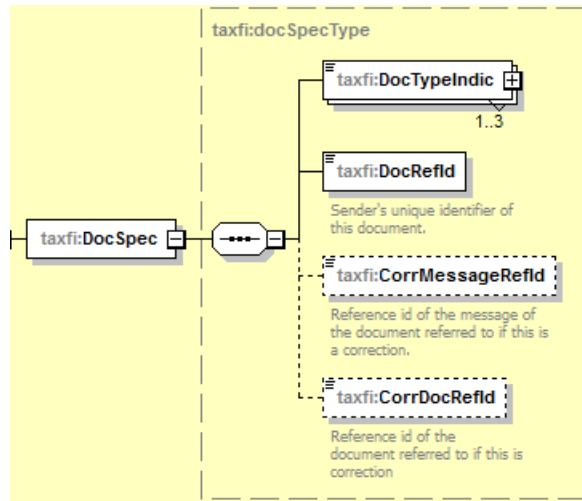 taxfi:docSpecType
taxfi:DocTypeIndic
1..3
taxfi:DocRefId
Sender's unique identifier of
this document.
taxfi:DocSpec
taxfi:CorrMessageRefId
Reference id of the message of
the document referred to if this is
a correction.
taxfi:CorrDocRefId
Reference id of the
document referred to if this is
correction